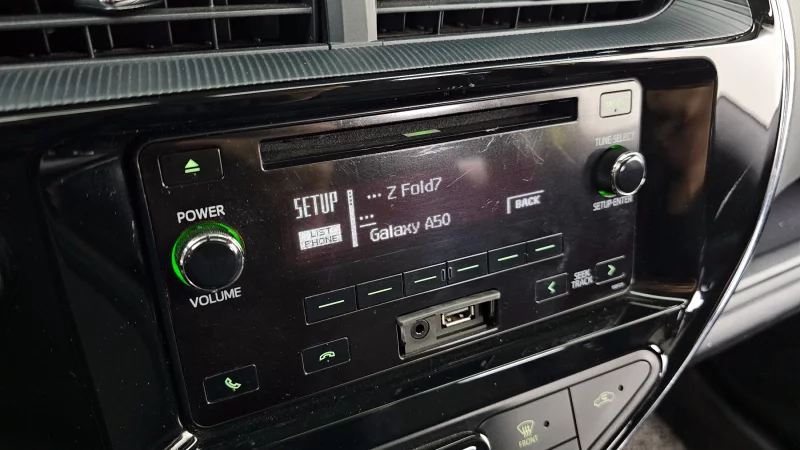 TUNE·SELECT
POWER
SETUP
... Z Fold7
LIST
PHONE
...
Galaxy A50
BACK
SETUP·ENTER
VOLUME
SEEK
TRACK
FRONT